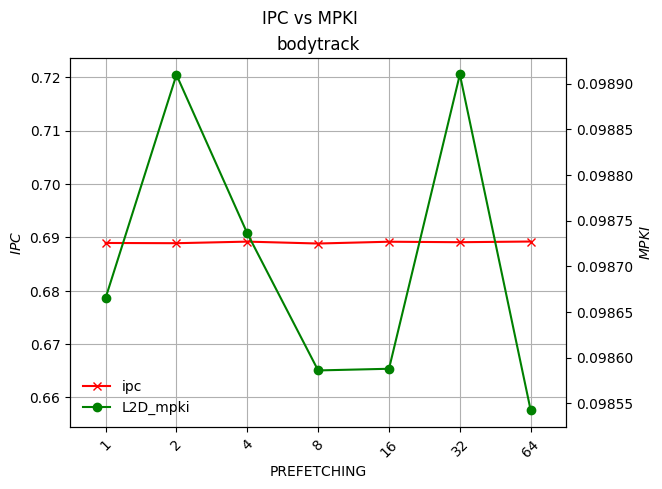 IPC vs MPKI
bodytrack
0.72
0.71
0.70
0.69
0.68
0.67
0.66
IPC
0.09890
0.09885
0.09880
0.09875
0.09870
0.09865
0.09860
0.09855
MPKI
ipc
L2D_mpki
1 2 4 8 16 32 64
PREFETCHING